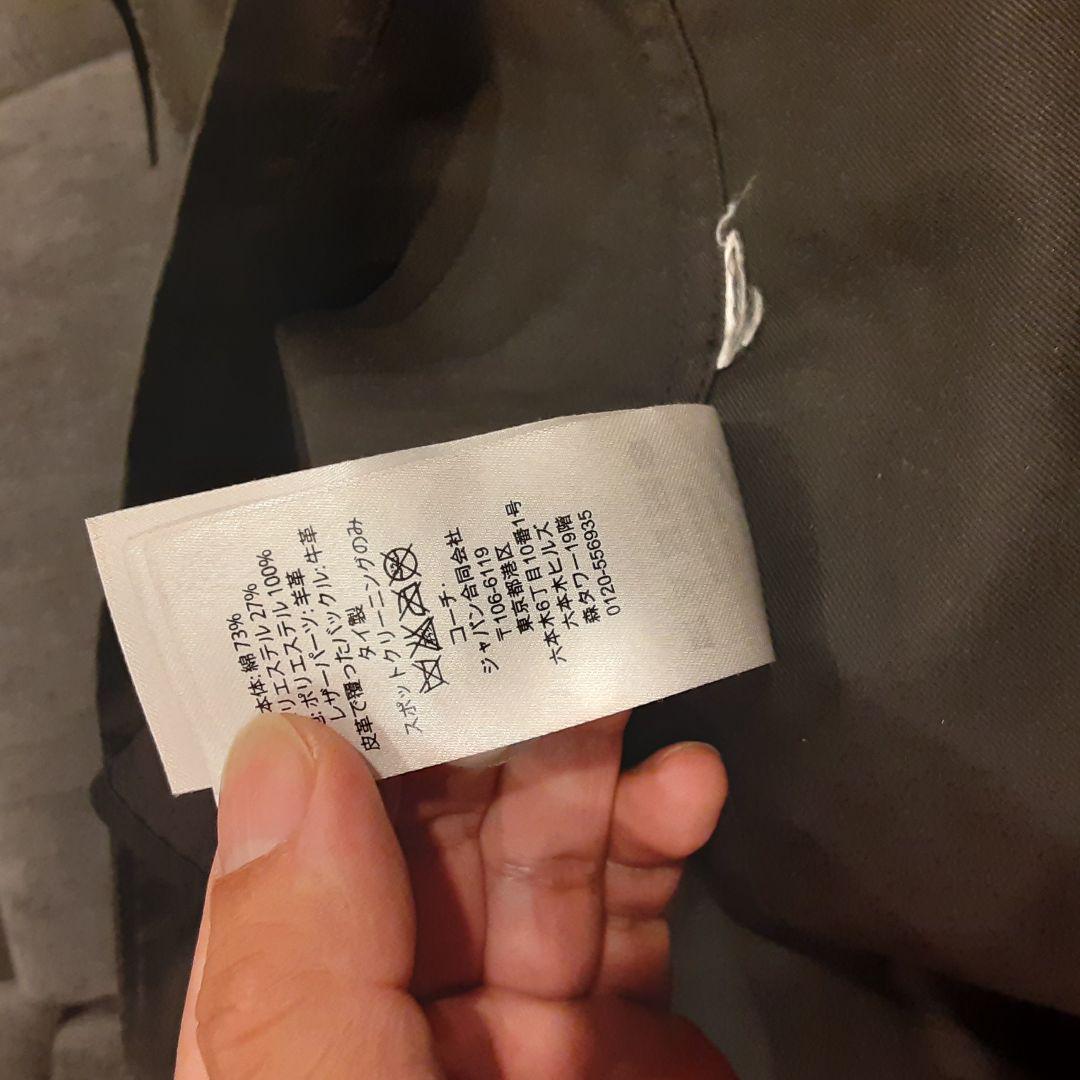 本体: 綿 73%
リエステル 27%
: ポリエステル 100%
レザーパーツ: 羊革
皮革で覆ったバックル: 牛革
タイ製
スポットクリーニングのみ
コーチ.
ジャパン合同会社
〒106-6119
東京都港区
六本木6丁目10番1号
六本木ヒルズ
森タワー19階
0120-556935